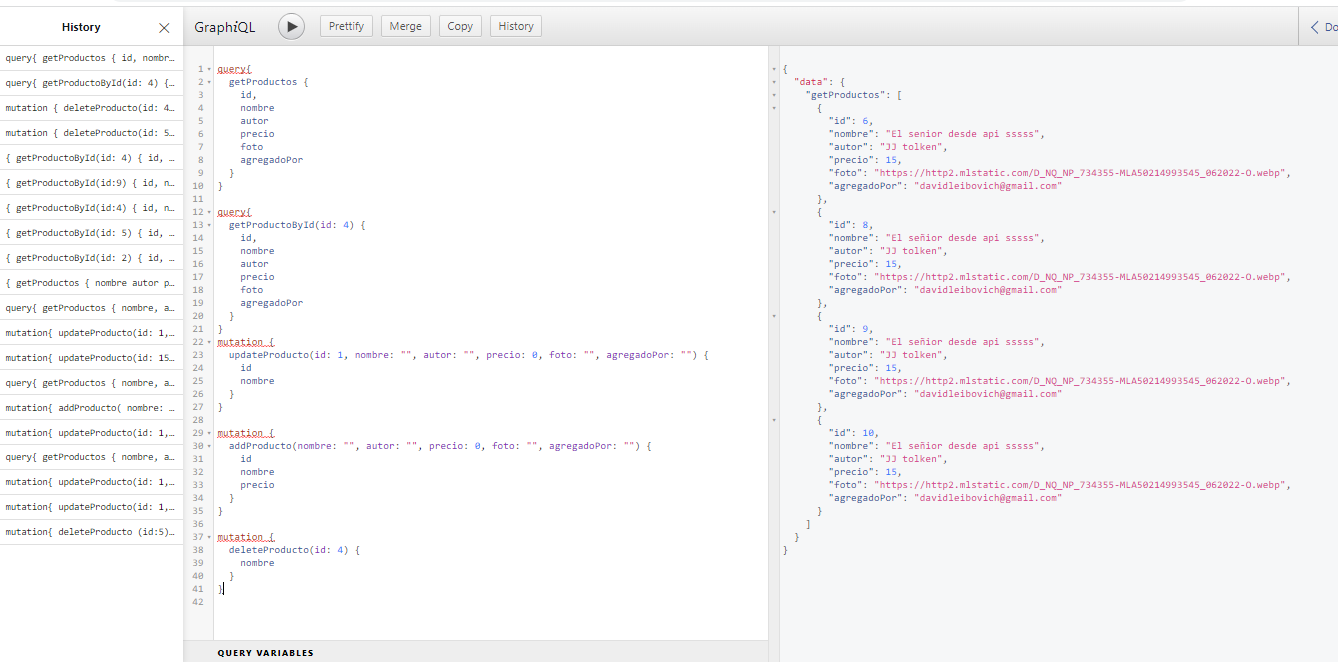 History
query{ getProductos { id, nombr...
query{ getProductoById(id: 4) {...
mutation { deleteProducto(id: 4...
mutation { deleteProducto(id: 5...
{ getProductoById(id: 4) { id, ...
{ getProductoById(id:9) { id, n...
{ getProductoById(id:4) { id, n...
{ getProductoById(id: 5) { id, ...
{ getProductoById(id: 2) { id, ...
{ getProductos { nombre autor p...
query{ getProductos { nombre, a...
mutation{ updateProducto(id: 1,...
mutation{ updateProducto(id: 15...
query{ getProductos { nombre, a...
mutation{ addProducto( nombre: ...
mutation{ updateProducto(id: 1,...
query{ getProductos { nombre, a...
mutation{ updateProducto(id: 1,...
mutation{ updateProducto(id: 1,...
mutation{ deleteProducto (id:5)...
GraphiQL Prettify Merge Copy History Do
1 query{
2 getProductos {
3 id,
4 nombre
5 autor
6 precio
7 foto
8 agregadoPor
9 }
10 }
11
12 query{
13 getProductoById(id: 4) {
14 id,
15 nombre
16 autor
17 precio
18 foto
19 agregadoPor
20 }
21 }
22 mutation {
23 updateProducto(id: 1, nombre: "", autor: "", precio: 0, foto: "", agregadoPor: "") {
24 id
25 nombre
26 }
27 }
28
29 mutation {
30 addProducto(nombre: "", autor: "", precio: 0, foto: "", agregadoPor: "") {
31 id
32 nombre
33 precio
34 }
35 }
36
37 mutation {
38 deleteProducto(id: 4) {
39 nombre
40 }
41 }
42
QUERY VARIABLES
{
"data": {
"getProductos": [
{
"id": 6,
"nombre": "El senior desde api sssss",
"autor": "JJ tolken",
"precio": 15,
"foto": "https://http2.mlstatic.com/D_NQ_NP_734355-MLA50214993545_062022-O.webp",
"agregadoPor": "davidleibovich@gmail.com"
},
{
"id": 8,
"nombre": "El señior desde api sssss",
"autor": "JJ tolken",
"precio": 15,
"foto": "https://http2.mlstatic.com/D_NQ_NP_734355-MLA50214993545_062022-O.webp",
"agregadoPor": "davidleibovich@gmail.com"
},
{
"id": 9,
"nombre": "El señior desde api sssss",
"autor": "JJ tolken",
"precio": 15,
"foto": "https://http2.mlstatic.com/D_NQ_NP_734355-MLA50214993545_062022-O.webp",
"agregadoPor": "davidleibovich@gmail.com"
},
{
"id": 10,
"nombre": "El señior desde api sssss",
"autor": "JJ tolken",
"precio": 15,
"foto": "https://http2.mlstatic.com/D_NQ_NP_734355-MLA50214993545_062022-O.webp",
"agregadoPor": "davidleibovich@gmail.com"
}
]
}
}